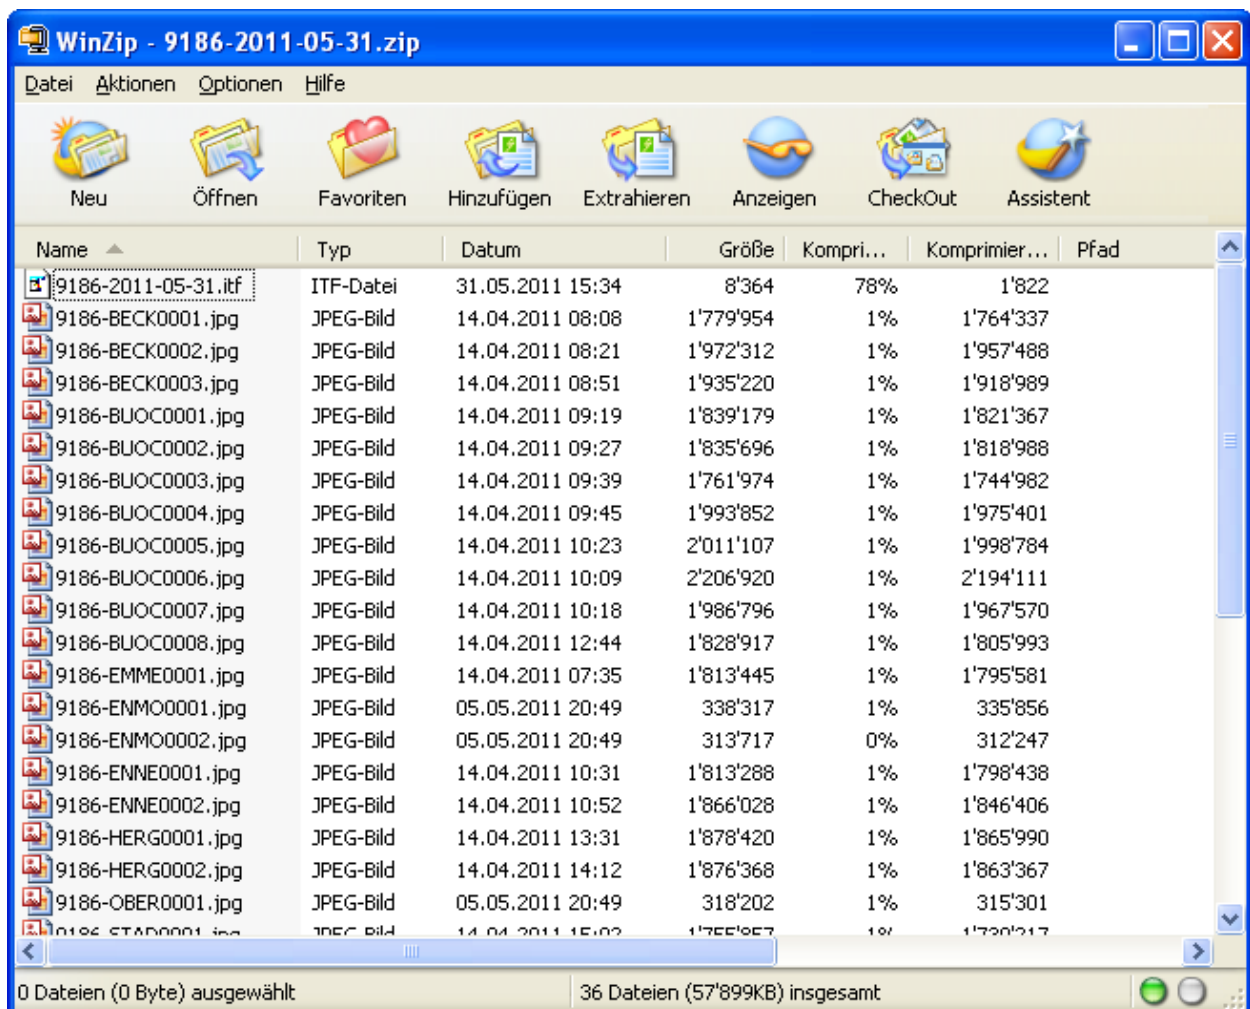 WinZip - 9186-2011-05-31.zip
Datei Aktionen Optionen Hilfe
Neu Öffnen Favoriten Hinzufügen Extrahieren Anzeigen CheckOut Assistent
Name Typ Datum Größe Kompri... Komprimier... Pfad
9186-2011-05-31.itf ITF-Datei 31.05.2011 15:34 8'364 78% 1'822
9186-BECK0001.jpg JPEG-Bild 14.04.2011 08:08 1'779'954 1% 1'764'337
9186-BECK0002.jpg JPEG-Bild 14.04.2011 08:21 1'972'312 1% 1'957'488
9186-BECK0003.jpg JPEG-Bild 14.04.2011 08:51 1'935'220 1% 1'918'989
9186-BUOC0001.jpg JPEG-Bild 14.04.2011 09:19 1'839'179 1% 1'821'367
9186-BUOC0002.jpg JPEG-Bild 14.04.2011 09:27 1'835'696 1% 1'818'988
9186-BUOC0003.jpg JPEG-Bild 14.04.2011 09:39 1'761'974 1% 1'744'982
9186-BUOC0004.jpg JPEG-Bild 14.04.2011 09:45 1'993'852 1% 1'975'401
9186-BUOC0005.jpg JPEG-Bild 14.04.2011 10:23 2'011'107 1% 1'998'784
9186-BUOC0006.jpg JPEG-Bild 14.04.2011 10:09 2'206'920 1% 2'194'111
9186-BUOC0007.jpg JPEG-Bild 14.04.2011 10:18 1'986'796 1% 1'967'570
9186-BUOC0008.jpg JPEG-Bild 14.04.2011 12:44 1'828'917 1% 1'805'993
9186-EMME0001.jpg JPEG-Bild 14.04.2011 07:35 1'813'445 1% 1'795'581
9186-ENMO0001.jpg JPEG-Bild 05.05.2011 20:49 338'317 1% 335'856
9186-ENMO0002.jpg JPEG-Bild 05.05.2011 20:49 313'717 0% 312'247
9186-ENNE0001.jpg JPEG-Bild 14.04.2011 10:31 1'813'288 1% 1'798'438
9186-ENNE0002.jpg JPEG-Bild 14.04.2011 10:52 1'866'028 1% 1'846'406
9186-HERG0001.jpg JPEG-Bild 14.04.2011 13:31 1'878'420 1% 1'865'990
9186-HERG0002.jpg JPEG-Bild 14.04.2011 14:12 1'876'368 1% 1'863'367
9186-OBER0001.jpg JPEG-Bild 05.05.2011 20:49 318'202 1% 315'301
9186-STAD0001.jpg JPEG-Bild 14.04.2011 1%
0 Dateien (0 Byte) ausgewählt 36 Dateien (57'899KB) insgesamt